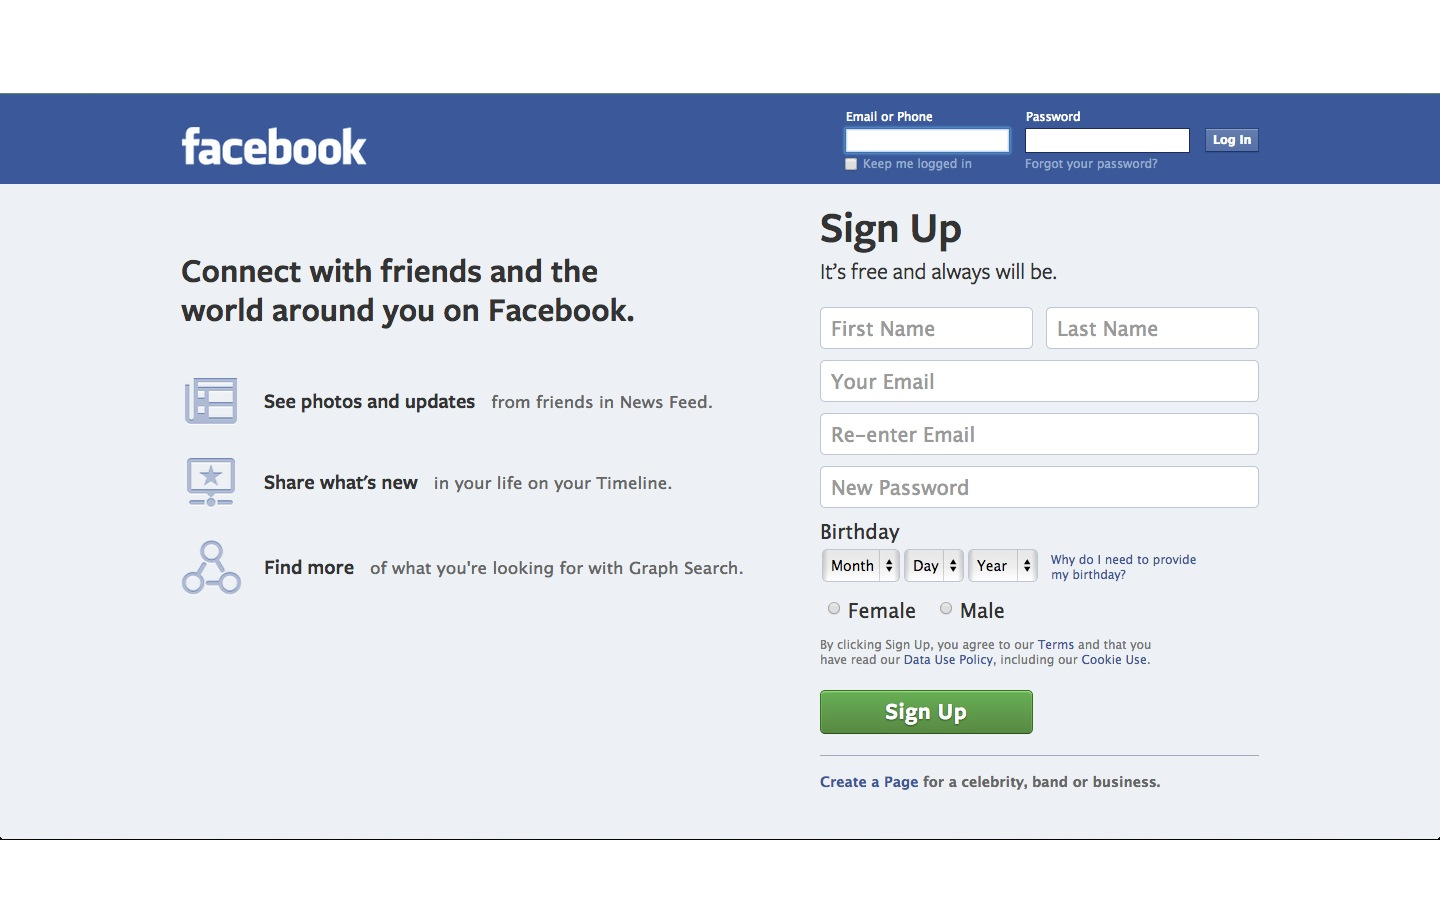 facebook
Email or Phone
Password
Log In
Keep me logged in
Forgot your password?
Connect with friends and the
world around you on Facebook.
See photos and updates from friends in News Feed.
Share what's new in your life on your Timeline.
Find more of what you're looking for with Graph Search.
Sign Up
It's free and always will be.
First Name
Last Name
Your Email
Re-enter Email
New Password
Birthday
Month
Day
Year
Why do I need to provide
my birthday?
Female
Male
By clicking Sign Up, you agree to our Terms and that you
have read our Data Use Policy, including our Cookie Use.
Sign Up
Create a Page for a celebrity, band or business.